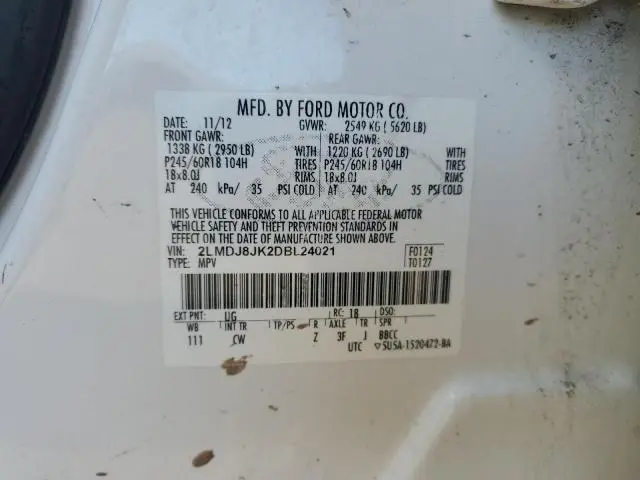 MFD. BY FORD MOTOR CO.
DATE: 11/12 GVWR: 2549 KG ( 5620 LB)
FRONT GAWR: REAR GAWR:
1338 KG ( 2950 LB) WITH 1220 KG ( 2690 LB) WITH
P245/60R18 104H TIRES P245/60R18 104H TIRES
18x8.0J RIMS 18x8.0J RIMS
AT 240 kPa/ 35 PSI COLD AT 240 kPa/ 35 PSI COLD
THIS VEHICLE CONFORMS TO ALL APPLICABLE FEDERAL MOTOR
VEHICLE SAFETY AND THEFT PREVENTION STANDARDS IN
EFFECT ON THE DATE OF MANUFACTURE SHOWN ABOVE.
VIN: 2LMDJ8JK2DBL24021 F0124
TYPE: MPV T0127
EXT PNT: UG RC: 18 DSO:
WB INT TR TP/PS R AXLE TR SPR
111 CW Z 3F J BBCC
UTC ▽5U5A-1520472-BA